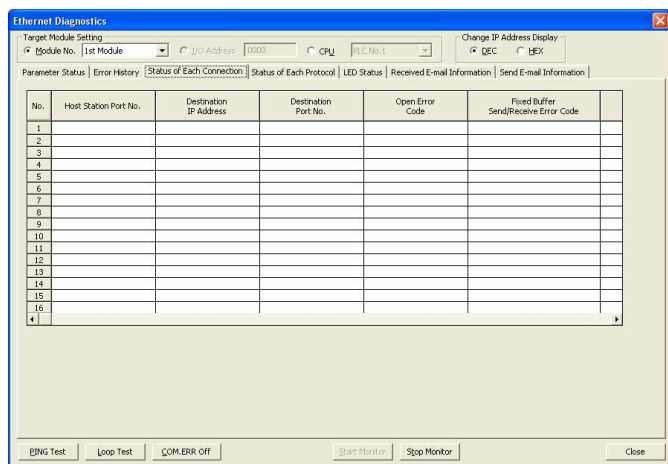 Ethernet Diagnostics
Target Module Setting
Module No. 1st Module I/O Address 0000 CPU PLC No.1
Change IP Address Display
DEC HEX
Parameter Status Error History Status of Each Connection Status of Each Protocol LED Status Received E-mail Information Send E-mail Information
No. Host Station Port No. Destination IP Address Destination Port No. Open Error Code Fixed Buffer Send/Receive Error Code
1
2
3
4
5
6
7
8
9
10
11
12
13
14
15
16
PING Test Loop Test COM.ERR Off Start Monitor Stop Monitor Close